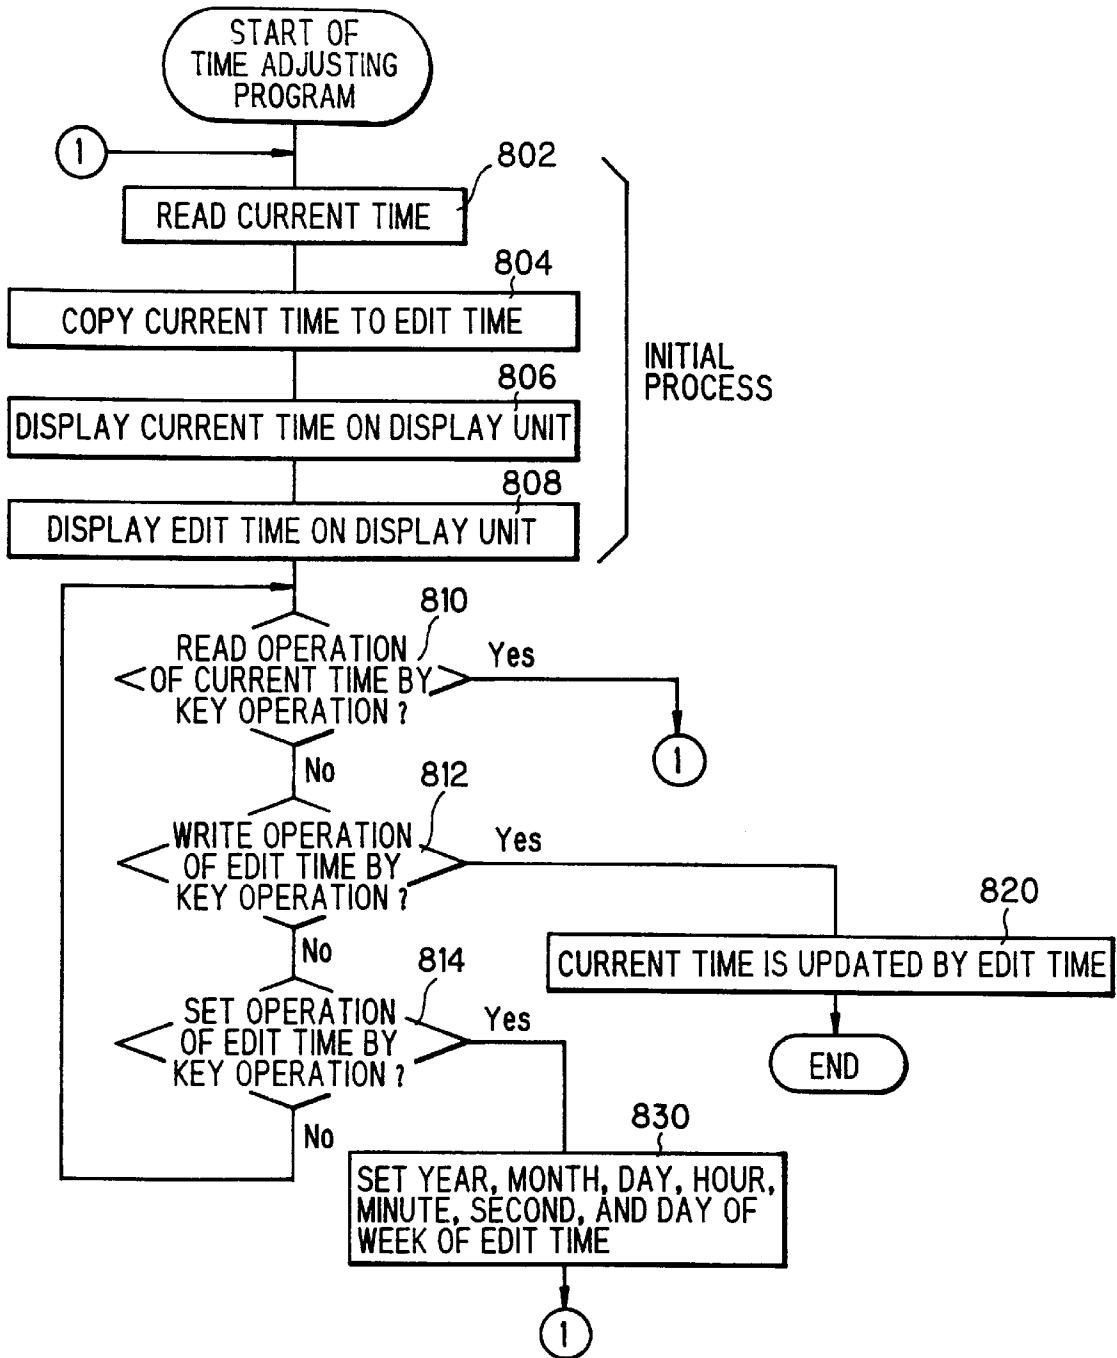 START OF
TIME ADJUSTING
PROGRAM
1
802
READ CURRENT TIME
804
COPY CURRENT TIME TO EDIT TIME
INITIAL
PROCESS
806
DISPLAY CURRENT TIME ON DISPLAY UNIT
808
DISPLAY EDIT TIME ON DISPLAY UNIT
810
READ OPERATION
OF CURRENT TIME BY
KEY OPERATION ?
Yes
1
No
812
WRITE OPERATION
OF EDIT TIME BY
KEY OPERATION ?
Yes
820
CURRENT TIME IS UPDATED BY EDIT TIME
END
No
814
SET OPERATION
OF EDIT TIME BY
KEY OPERATION ?
Yes
No
830
SET YEAR, MONTH, DAY, HOUR,
MINUTE, SECOND, AND DAY OF
WEEK OF EDIT TIME
1